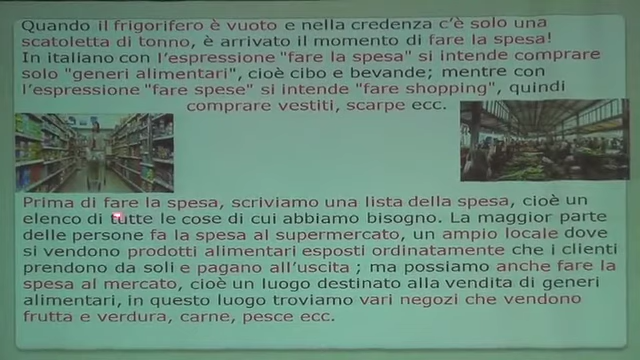 Quando il frigorifero è vuoto e nella credenza c'è solo una
scatoletta di tonno, è arrivato il momento di fare la spesa!
In italiano con l'espressione "fare la spesa" si intende comprare
solo "generi alimentari", cioè cibo e bevande; mentre con
l'espressione "fare spese" si intende "fare shopping", quindi
comprare vestiti, scarpe ecc.
Prima di fare la spesa, scriviamo una lista della spesa, cioè un
elenco di tutte le cose di cui abbiamo bisogno. La maggior parte
delle persone fa la spesa al supermercato, un ampio locale dove
si vendono prodotti alimentari esposti ordinatamente che i clienti
prendono da soli e pagano all'uscita ; ma possiamo anche fare la
spesa al mercato, cioè un luogo destinato alla vendita di generi
alimentari, in questo luogo troviamo vari negozi che vendono
frutta e verdura, carne, pesce ecc.